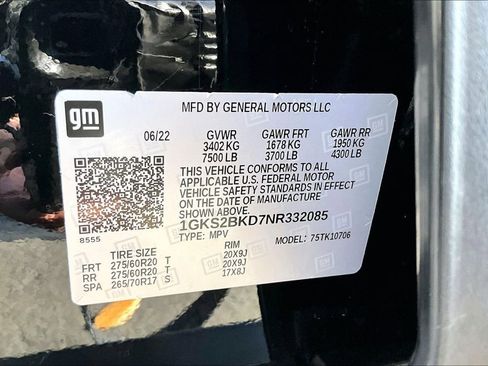 gm
MFD BY GENERAL MOTORS LLC
06/22 GVWR GAWR FRT GAWR RR
3402 KG 1678 KG 1950 KG
7500 LB 3700 LB 4300 LB
THIS VEHICLE CONFORMS TO ALL
APPLICABLE U.S. FEDERAL MOTOR
VEHICLE SAFETY STANDARDS IN EFFECT
ON THE DATE OF MANUFACTURE
SHOWN ABOVE.
1GKS2BKD7NR332085
8555 TYPE: MPV MODEL: 75TK10706
TIRE SIZE RIM
FRT 275/60R20 T 20X9J
RR 275/60R20 T 20X9J
SPA 265/70R17 S 17X8J